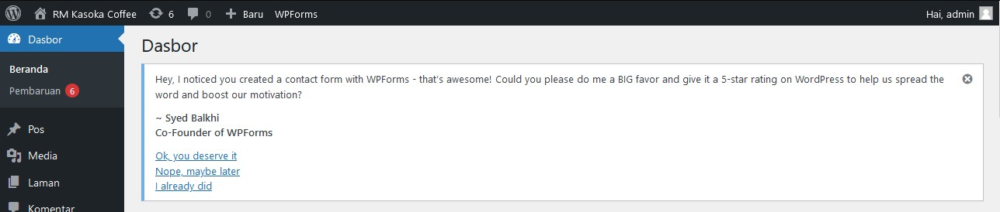 RM Kasoka Coffee 6 0 Baru WPForms Hai, admin
Dasbor
Beranda
Pembaruan 6
Pos
Media
Laman
Komentar
Dasbor
Hey, I noticed you created a contact form with WPForms - that's awesome! Could you please do me a BIG favor and give it a 5-star rating on WordPress to help us spread the
word and boost our motivation?
~ Syed Balkhi
Co-Founder of WPForms
Ok, you deserve it
Nope, maybe later
I already did